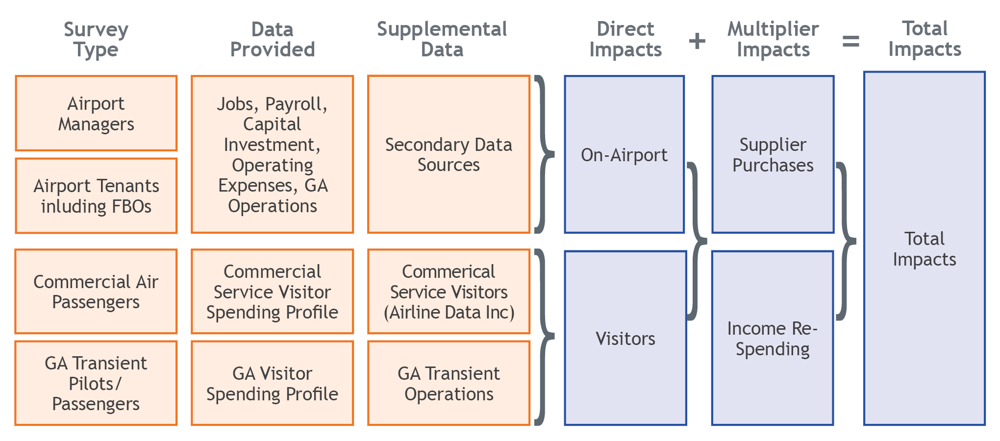 Survey
Type
Data
Provided
Supplemental
Data
Direct
Impacts
+
Multiplier
Impacts
=
Total
Impacts
Airport
Managers
Airport Tenants
inluding FBOs
Jobs, Payroll,
Capital
Investment,
Operating
Expenses, GA
Operations
Secondary Data
Sources
On-Airport
Supplier
Purchases
Total
Impacts
Commercial Air
Passengers
Commercial
Service Visitor
Spending Profile
Commerical
Service Visitors
(Airline Data Inc)
Visitors
Income Re-
Spending
GA Transient
Pilots/
Passengers
GA Visitor
Spending Profile
GA Transient
Operations